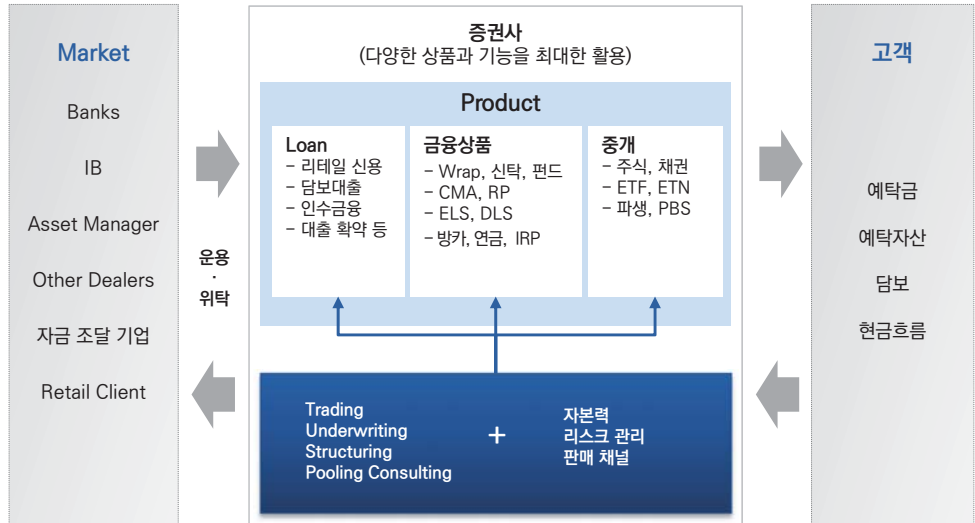 Market
Banks
IB
Asset Manager
Other Dealers
자금 조달 기업
Retail Client
운용
·
위탁
증권사
(다양한 상품과 기능을 최대한 활용)
Product
Loan
– 리테일 신용
– 담보대출
– 인수금융
– 대출 확약 등
금융상품
– Wrap, 신탁, 펀드
– CMA, RP
– ELS, DLS
– 방카, 연금, IRP
중개
– 주식, 채권
– ETF, ETN
– 파생, PBS
Trading
Underwriting
Structuring
Pooling Consulting
+
자본력
리스크 관리
판매 채널
고객
예탁금
예탁자산
담보
현금흐름